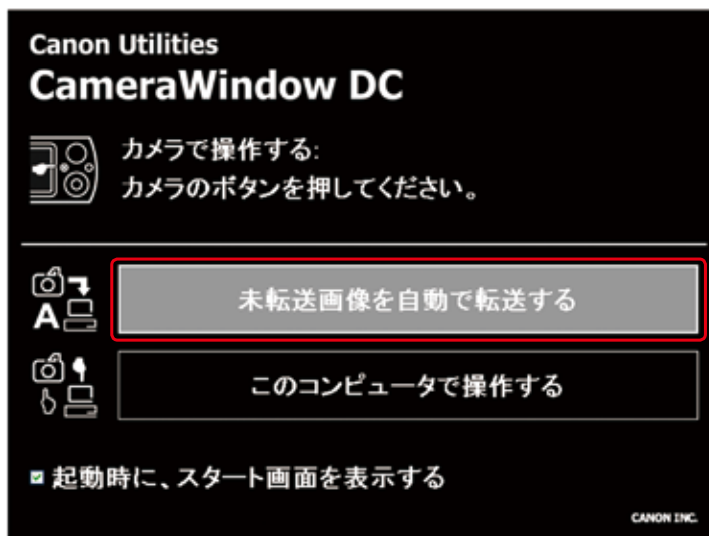 Canon Utilities
CameraWindow DC
カメラで操作する:
カメラのボタンを押してください。
未転送画像を自動で転送する
A
このコンピュータで操作する
起動時に、スタート画面を表示する
CANON INC.